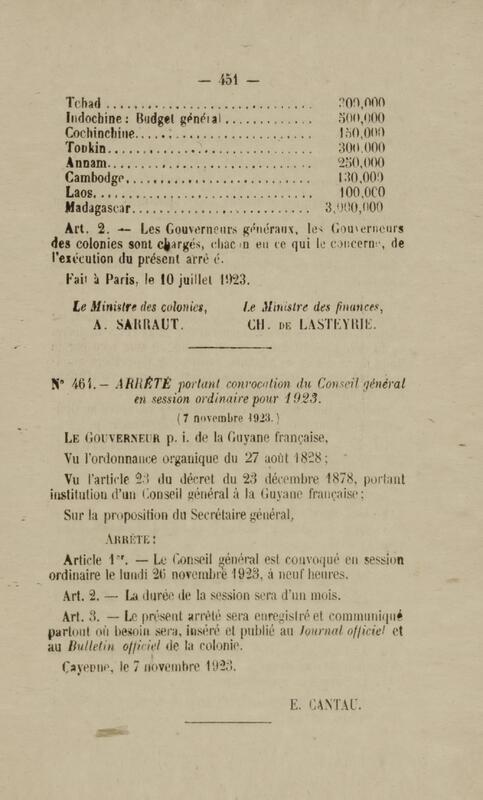 — 451 —
Tchad .............................. 300,000
Indochine : Budget général ............. 500,000
Cochinchine.......................... 150,000
Tonkin.............................. 300,000
Annam.............................. 250,000
Cambodge........................... 130,000
Laos................................ 100,000
Madagascar......................... 3,000,000
Art. 2. — Les Gouverneurs généraux, les Gouverneurs
des colonies sont chargés, chacun en ce qui le concerne, de
l'exécution du présent arré é.
Fait à Paris, le 10 juillet 1923.
Le Ministre des colonies, Le Ministre des finances,
A. SARRAUT. CH. DE LASTEYRIE.
N° 461. — ARRÊTÉ portant convocation du Conseil général
en session ordinaire pour 1923.
(7 novembre 1923.)
LE GOUVERNEUR p. i. de la Guyane française,
Vu l'ordonnance organique du 27 août 1828 ;
Vu l'article 23 du décret du 23 décembre 1878, portant
institution d'un Conseil général à la Guyane française ;
Sur la proposition du Secrétaire général,
ARRÊTE :
Article 1er. — Le Conseil général est convoqué en session
ordinaire le lundi 26 novembre 1923, à neuf heures.
Art. 2. — La durée de la session sera d'un mois.
Art. 3. — Le présent arrêté sera enregistré et communiqué
partout où besoin sera, inséré et publié au Journal officiel et
au Bulletin officiel de la colonie.
Cayenne, le 7 novembre 1923.
E. CANTAU.